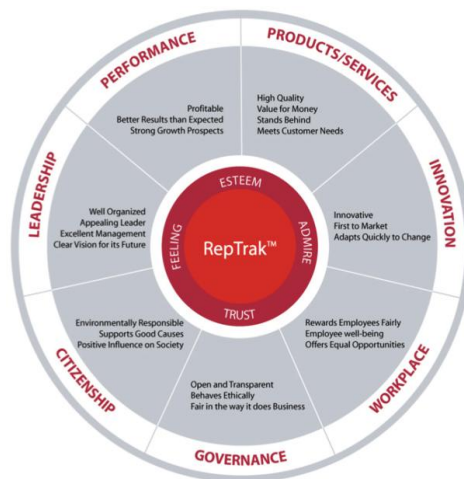 PERFORMANCE
Profitable
Better Results than Expected
Strong Growth Prospects
PRODUCTS/SERVICES
High Quality
Value for Money
Stands Behind
Meets Customer Needs
INNOVATION
Innovative
First to Market
Adapts Quickly to Change
WORKPLACE
Rewards Employees Fairly
Employee well-being
Offers Equal Opportunities
GOVERNANCE
Open and Transparent
Behaves Ethically
Fair in the way it does Business
CITIZENSHIP
Environmentally Responsible
Supports Good Causes
Positive Influence on Society
LEADERSHIP
Well Organized
Appealing Leader
Excellent Management
Clear Vision for its Future
ESTEEM
ADMIRE
TRUST
FEELING
RepTrak™